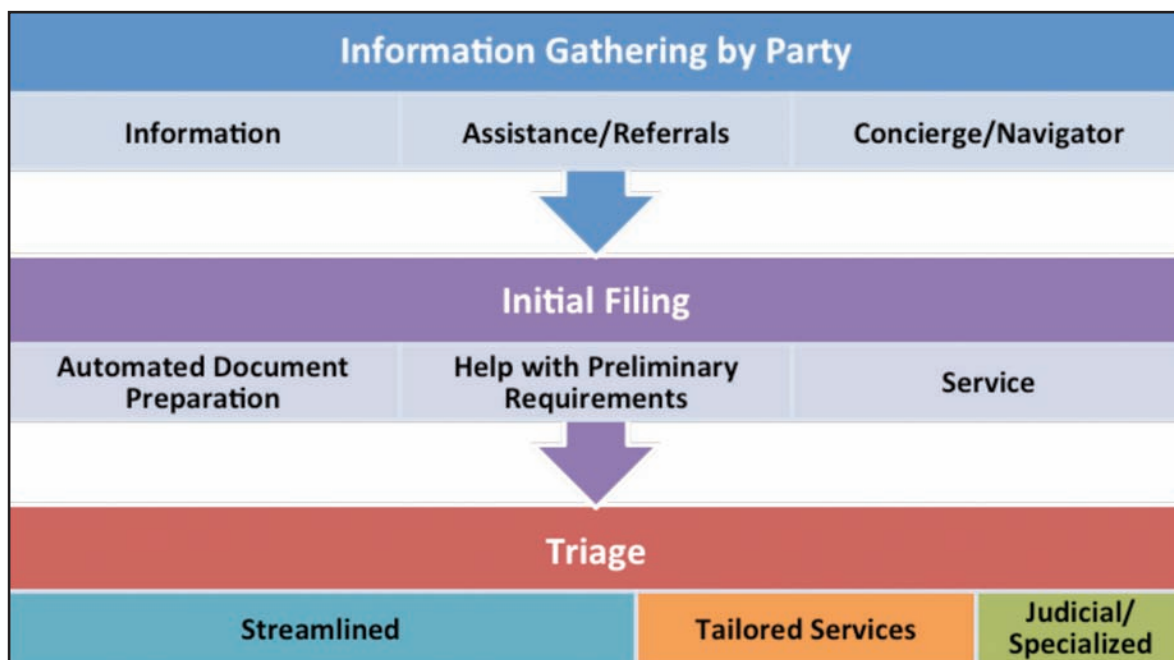 Information Gathering by Party
Information
Assistance/Referrals
Concierge/Navigator
Initial Filing
Automated Document
Preparation
Help with Preliminary
Requirements
Service
Triage
Streamlined
Tailored Services
Judicial/
Specialized